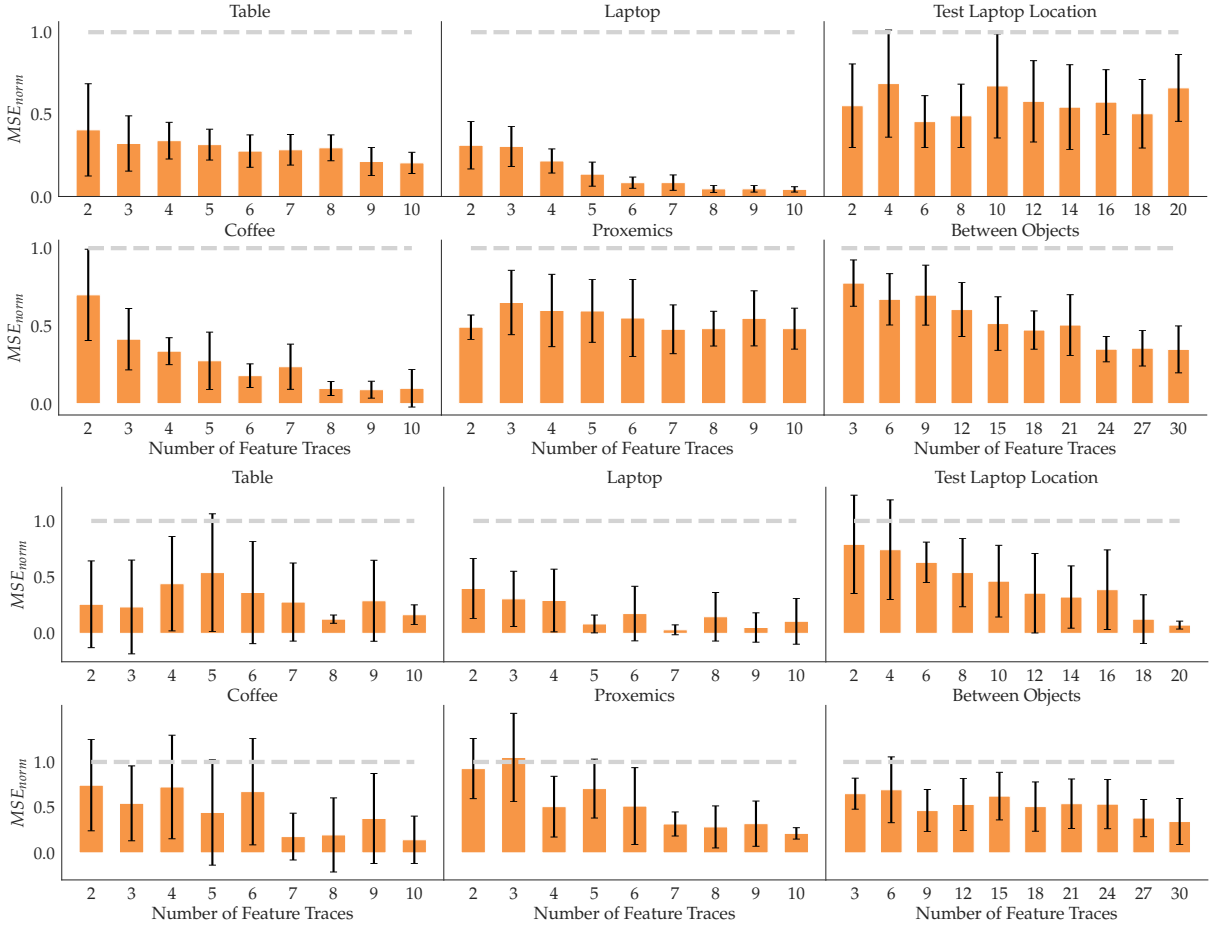 Table Laptop Test Laptop Location
1.0
0.5
0.0
MSEnorm
2 3 4 5 6 7 8 9 10 2 3 4 5 6 7 8 9 10 2 4 6 8 10 12 14 16 18 20
Coffee Proxemics Between Objects
1.0
0.5
0.0
MSEnorm
2 3 4 5 6 7 8 9 10 2 3 4 5 6 7 8 9 10 3 6 9 12 15 18 21 24 27 30
Number of Feature Traces Number of Feature Traces Number of Feature Traces
Table Laptop Test Laptop Location
1.0
0.5
0.0
MSEnorm
2 3 4 5 6 7 8 9 10 2 3 4 5 6 7 8 9 10 2 4 6 8 10 12 14 16 18 20
Coffee Proxemics Between Objects
1.0
0.5
0.0
MSEnorm
2 3 4 5 6 7 8 9 10 2 3 4 5 6 7 8 9 10 3 6 9 12 15 18 21 24 27 30
Number of Feature Traces Number of Feature Traces Number of Feature Traces